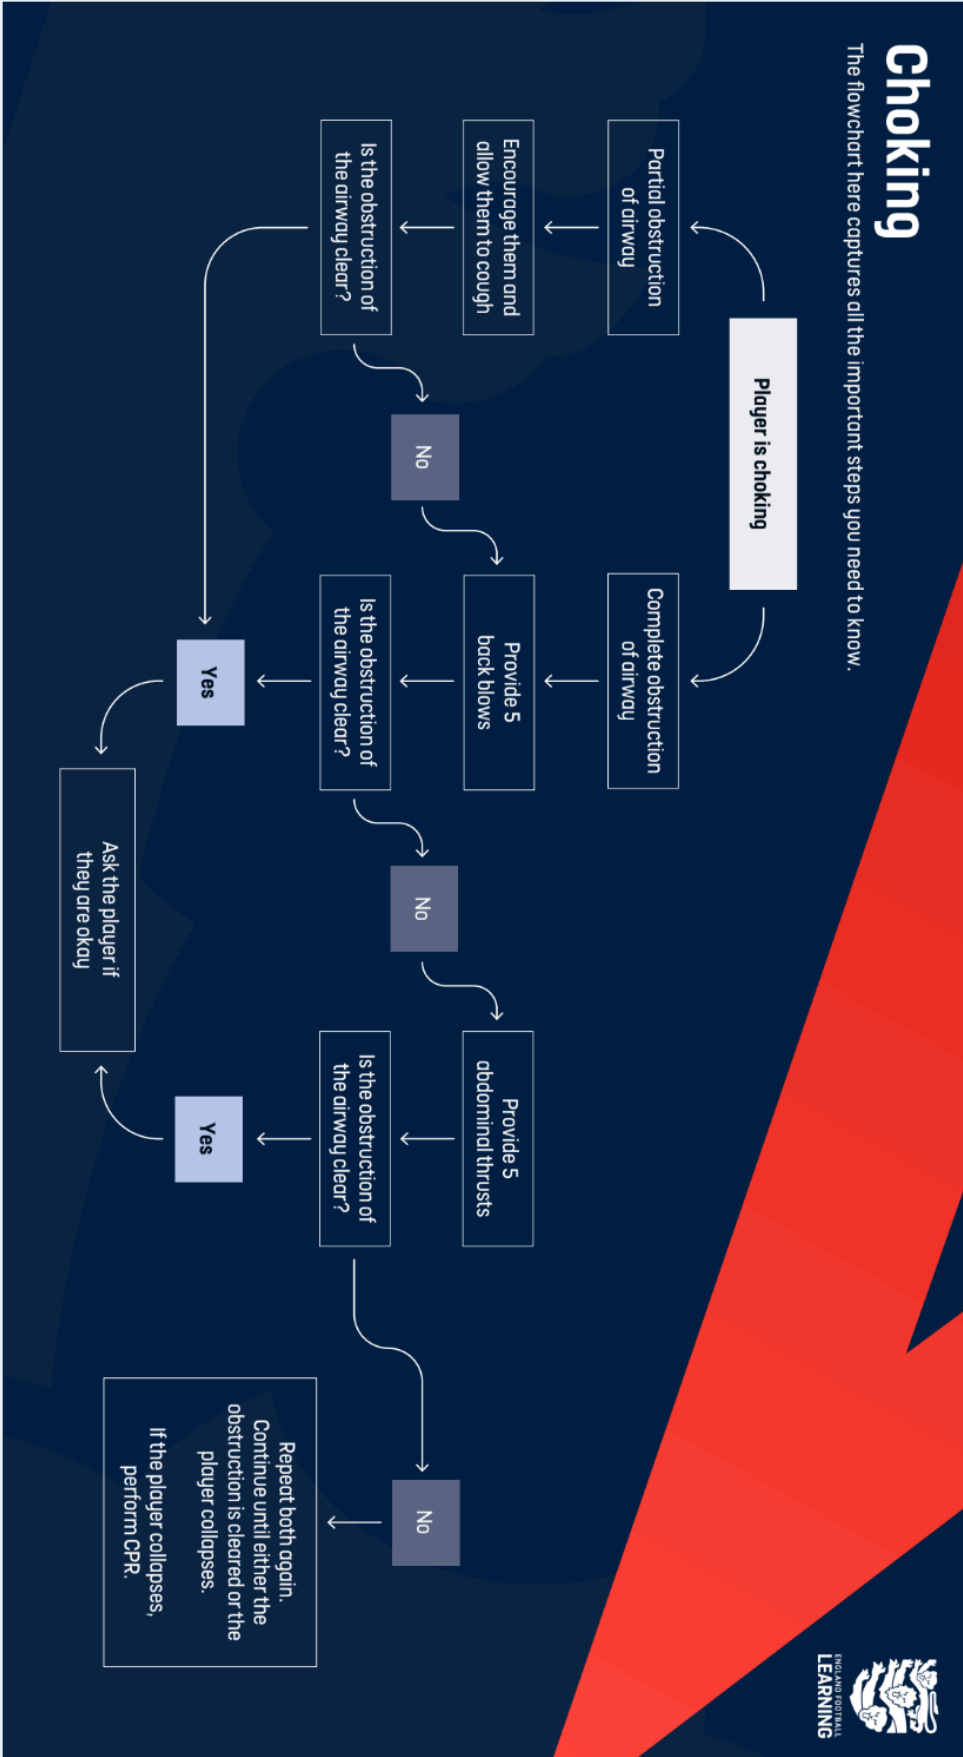 Choking
The flowchart here captures all the important steps you need to know.
Player is choking
Partial obstruction
of airway
Complete obstruction
of airway
Encourage them and
allow them to cough
Provide 5
back blows
Provide 5
abdominal thrusts
No
No
No
Is the obstruction of
the airway clear?
Is the obstruction of
the airway clear?
Is the obstruction of
the airway clear?
Repeat both again.
Continue until either the
obstruction is cleared or the
player collapses.
If the player collapses,
perform CPR.
Yes
Yes
Ask the player if
they are okay
ENGLAND FOOTBALL
LEARNING